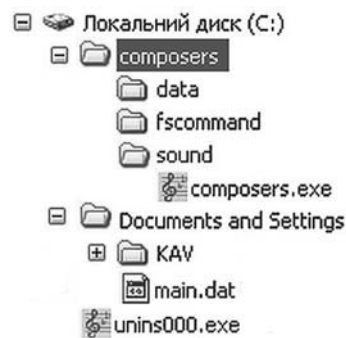 Локальний диск (C:)
composers
data
fscommand
sound
composers.exe
Documents and Settings
KAV
main.dat
unins000.exe